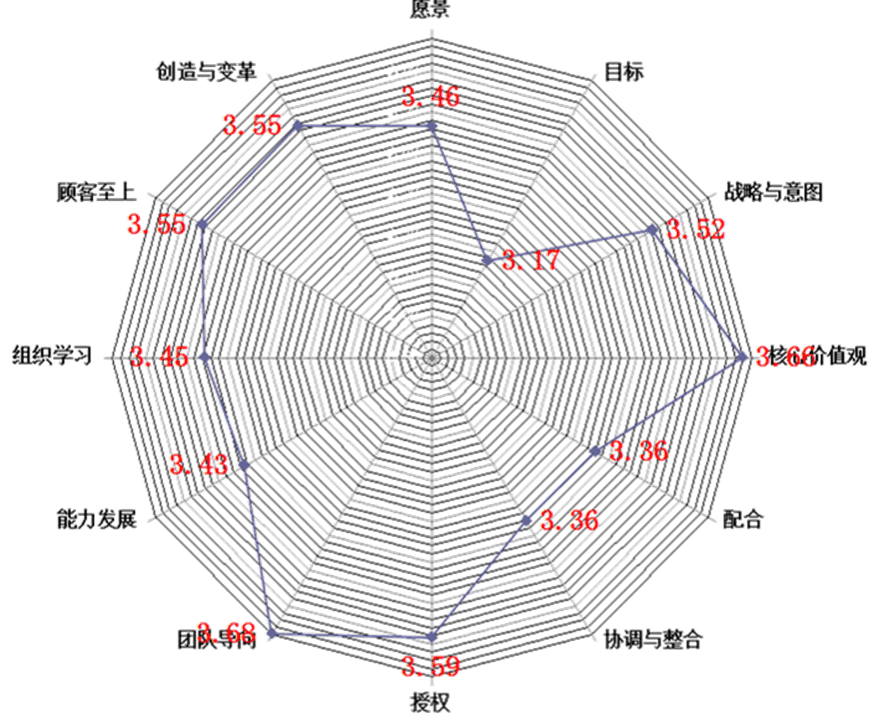 愿景
创造与变革
目标
3.46
3.55
顾客至上
战略与意图
3.55
3.52
3.17
组织学习
3.45
3.66
核心价值观
3.43
3.36
能力发展
3.36
配合
团队导向
3.68
协调与整合
3.59
授权